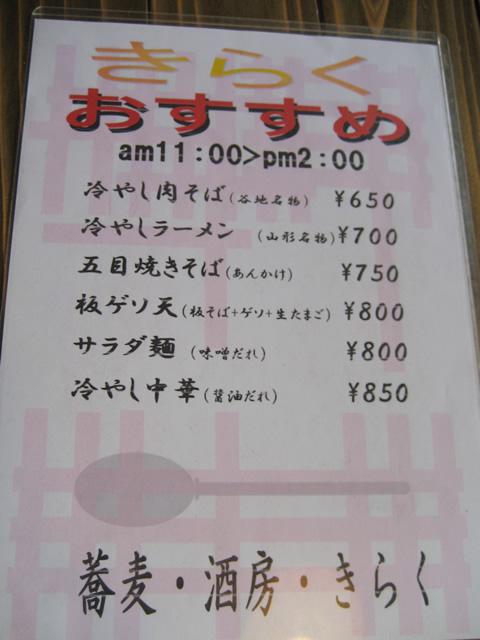 きらく
おすすめ
am11:00>pm2:00
冷やし肉そば(谷地名物) ¥650
冷やしラーメン (山形名物) ¥700
五目焼きそば(あんかけ) ¥750
板ゲソ天(板そば+ゲソ+生たまご) ¥800
サラダ麺 (味噌だれ) ¥800
冷やし中華(醤油だれ) ¥850
蕎麦・酒房・きらく